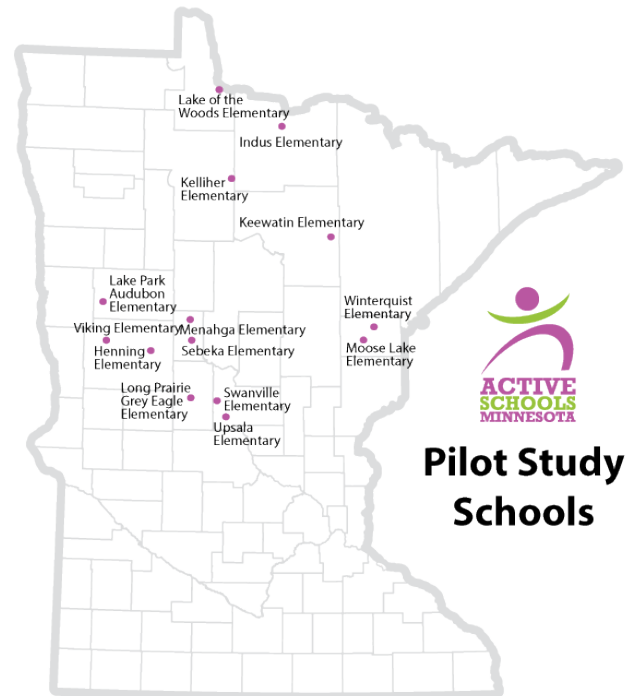 Lake of the
Woods Elementary
Indus Elementary
Kelliher
Elementary
Keewatin Elementary
Lake Park
Audubon
Elementary
Winterquist
Elementary
Viking Elementary
Menahga Elementary
Henning
Elementary
Sebeka Elementary
Moose Lake
Elementary
Long Prairie
Grey Eagle
Elementary
Swanville
Elementary
Upsala
Elementary
ACTIVE
SCHOOLS
MINNESOTA
Pilot Study
Schools